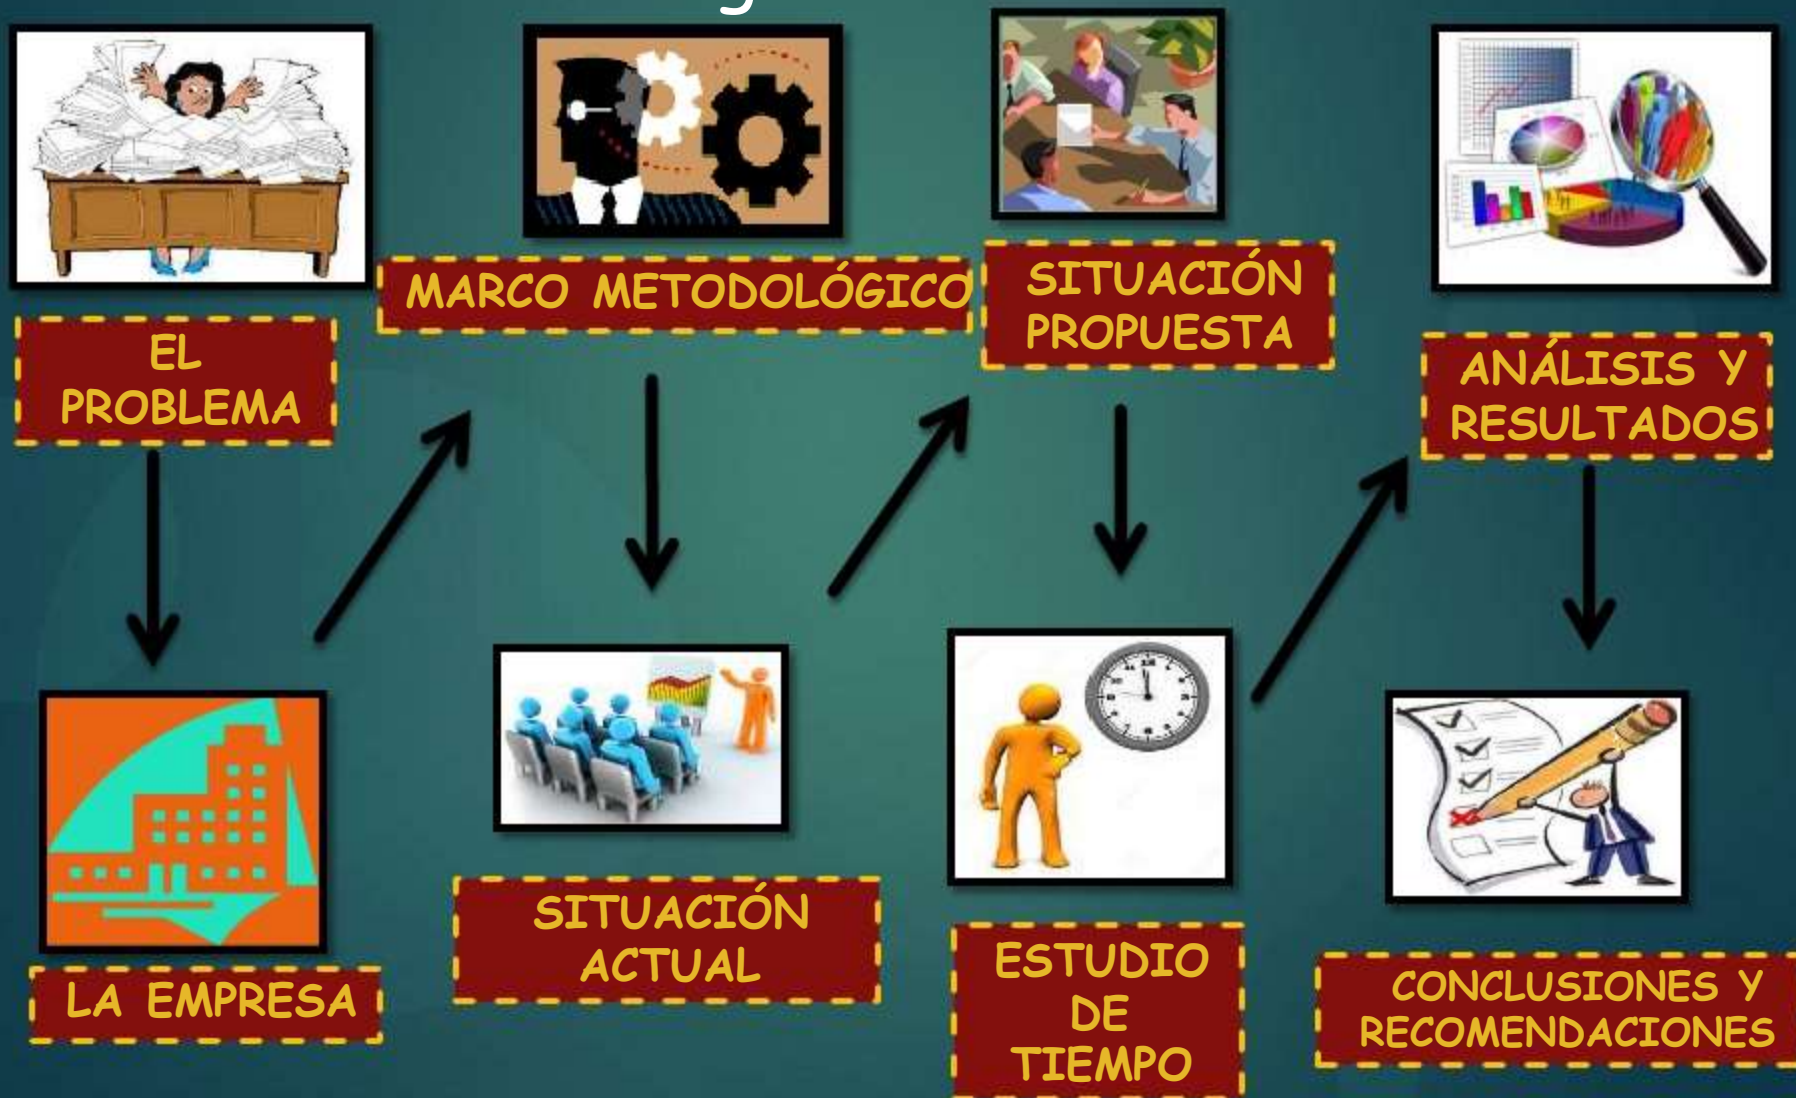 EL
PROBLEMA
LA EMPRESA
MARCO METODOLÓGICO
SITUACIÓN
ACTUAL
SITUACIÓN
PROPUESTA
ESTUDIO
DE
TIEMPO
ANÁLISIS Y
RESULTADOS
CONCLUSIONES Y
RECOMENDACIONES